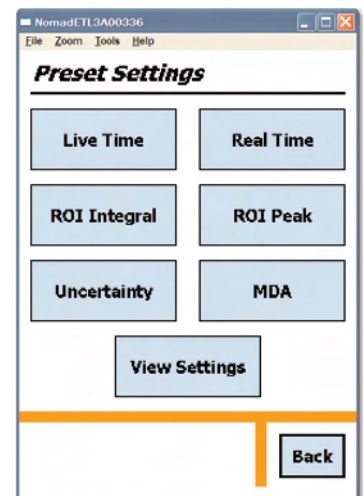 NomadETL3A00336
File Zoom Tools Help
Preset Settings
Live Time Real Time
ROI Integral ROI Peak
Uncertainty MDA
View Settings
Back